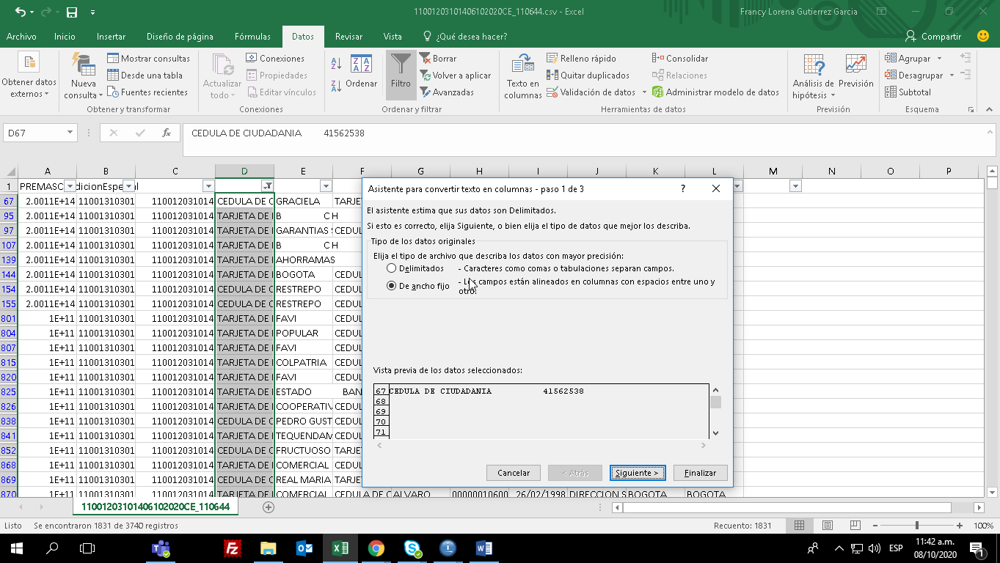 11001203101406102020CE_110644.csv - Excel
Francy Lorena Gutierrez Garcia
Archivo Inicio Insertar Diseño de página Fórmulas Datos Revisar Vista ¿Qué desea hacer? Compartir
Obtener datos externos
Nueva consulta
Mostrar consultas
Desde una tabla
Fuentes recientes
Obtener y transformar
Actualizar todo
Conexiones
Propiedades
Editar vínculos
Conexiones
Ordenar
Filtro
Borrar
Volver a aplicar
Avanzadas
Ordenar y filtrar
Texto en columnas
Relleno rápido
Quitar duplicados
Validación de datos
Consolidar
Relaciones
Administrar modelo de datos
Herramientas de datos
Análisis de hipótesis
Previsión
Previsión
Agrupar
Desagrupar
Subtotal
Esquema
D67 fx CEDULA DE CIUDADANIA 41562538
A B C D E F G H I J K L M N O P
1 PREMASC dicionEspe al
67 2.0011E+14 11001310301 110012031014 CEDULA DE C GRACIELA TARJET
95 2.0011E+14 11001310301 110012031014 TARJETA DE I B C H
97 2.0011E+14 11001310301 110012031014 TARJETA DE I GARANTIAS S CEDUL
107 2.0011E+14 11001310301 110012031014 TARJETA DE I B C H
139 2.0011E+14 11001310301 110012031014 TARJETA DE I AHORRAMAS
144 2.0011E+14 11001310301 110012031014 TARJETA DE I BOGOTA CEDUL
154 2.0011E+14 11001310301 110012031014 CEDULA DE C RESTREPO CEDUL
155 2.0011E+14 11001310301 110012031014 CEDULA DE C RESTREPO CEDUL
801 1E+11 11001310301 110012031014 TARJETA DE I FAVI CEDUL
804 1E+11 11001310301 110012031014 TARJETA DE I POPULAR CEDUL
807 1E+11 11001310301 110012031014 TARJETA DE I FAVI CEDUL
815 1E+11 11001310301 110012031014 TARJETA DE I COLPATRIA CEDUL
820 1E+11 11001310301 110012031014 TARJETA DE I FAVI CEDUL
825 1E+11 11001310301 110012031014 TARJETA DE I ESTADO BAN
826 1E+11 11001310301 110012031014 TARJETA DE I COOPERATIV CEDUL
838 1E+11 11001310301 110012031014 CEDULA DE C PEDRO GUST CEDUL
841 1E+11 11001310301 110012031014 TARJETA DE I TEQUENDAM CEDUL
852 1E+11 11001310301 110012031014 CEDULA DE C FRUCTUOSO TARJE
868 1E+11 11001310301 110012031014 TARJETA DE I COMERCIAL CEDUL
869 1E+11 11001310301 110012031014 CEDULA DE C REAL MARIA TARJET
870 1E+11 11001310301 110012031014 TARJETA DE I COMERCIAL CEDULA DE C ALVARO 00000010600 26/02/1998 DIRECCION S BOGOTA BOGOTA
Asistente para convertir texto en columnas - paso 1 de 3
El asistente estima que sus datos son Delimitados.
Si esto es correcto, elija Siguiente, o bien elija el tipo de datos que mejor los describa.
Tipo de los datos originales
Elija el tipo de archivo que describa los datos con mayor precisión:
Delimitados - Caracteres como comas o tabulaciones separan campos.
De ancho fijo - Los campos están alineados en columnas con espacios entre uno y otro.
Vista previa de los datos seleccionados:
67 CEDULA DE CIUDADANIA 41562538
68
69
70
71
Cancelar < Atrás Siguiente > Finalizar
11001203101406102020CE_110644
Listo Se encontraron 1831 de 3740 registros Recuento: 1831 100%
ESP 11:42 a.m.
08/10/2020
1